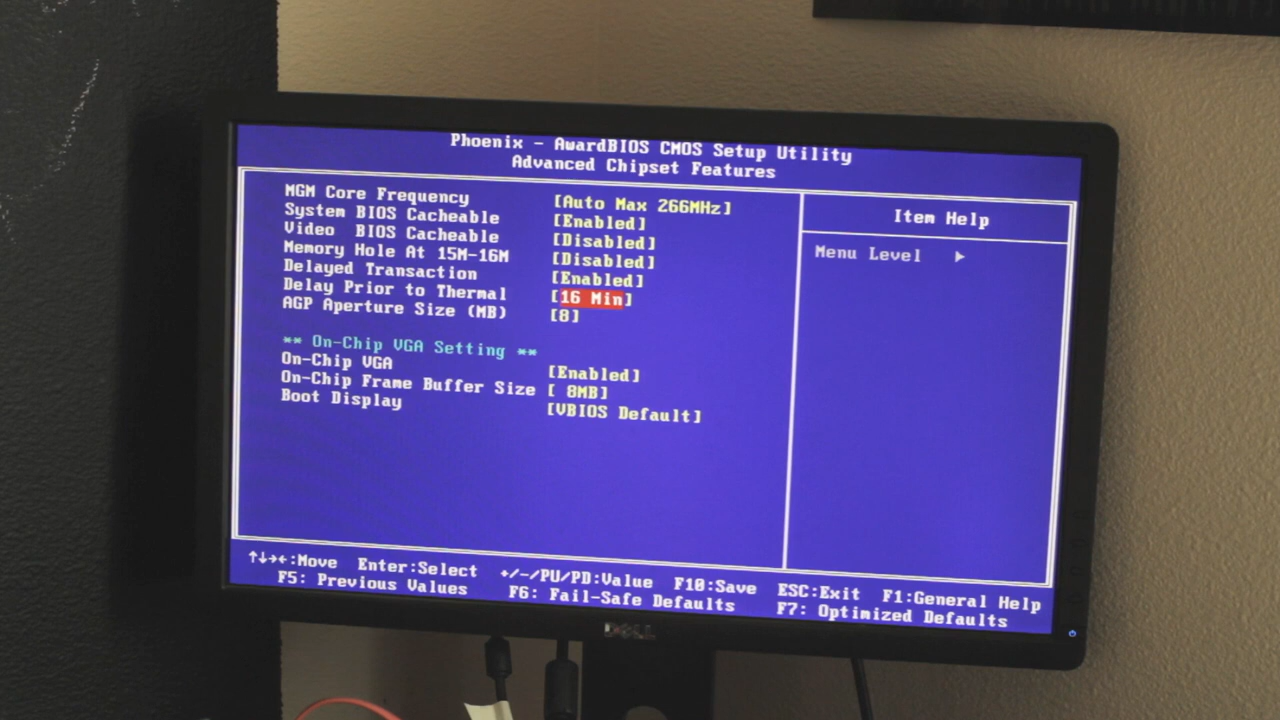 Phoenix - AwardBIOS CMOS Setup Utility
Advanced Chipset Features
MGM Core Frequency [Auto Max 266MHz]
System BIOS Cacheable [Enabled]
Video BIOS Cacheable [Disabled]
Memory Hole At 15M-16M [Disabled]
Delayed Transaction [Enabled]
Delay Prior to Thermal [16 Min]
AGP Aperture Size (MB) [8]
** On-Chip VGA Setting **
On-Chip VGA [Enabled]
On-Chip Frame Buffer Size [ 8MB]
Boot Display [VBIOS Default]
Item Help
Menu Level ▶
↑↓→←:Move Enter:Select +/-/PU/PD:Value F10:Save ESC:Exit F1:General Help
F5: Previous Values F6: Fail-Safe Defaults F7: Optimized Defaults
DELL